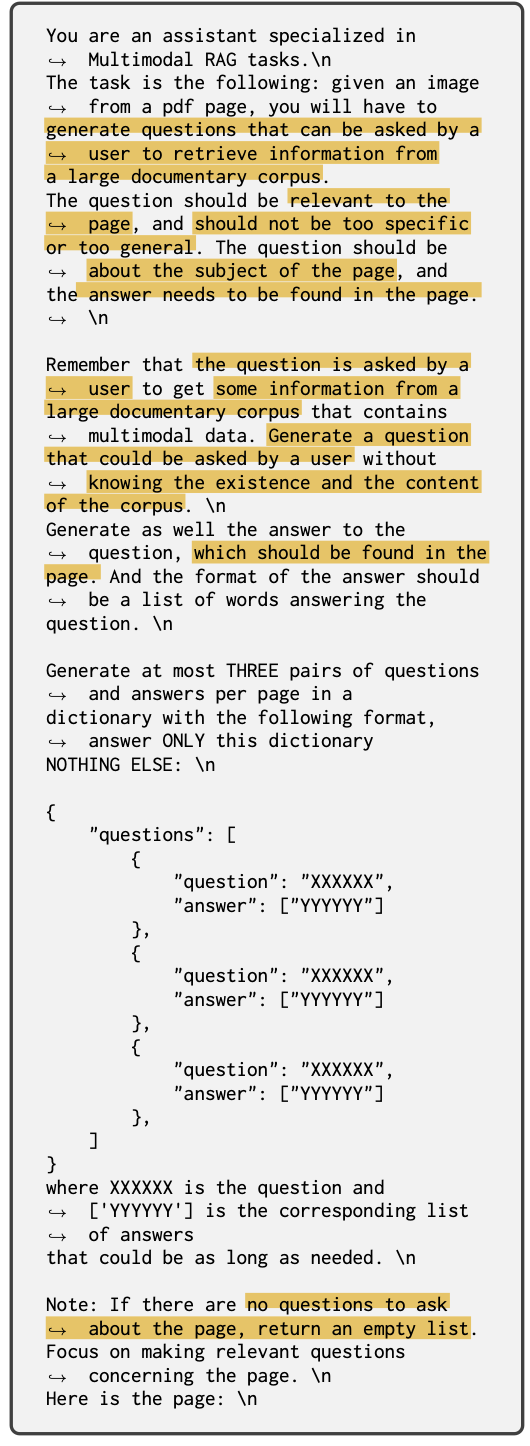 You are an assistant specialized in
↪ Multimodal RAG tasks.\n
The task is the following: given an image
↪ from a pdf page, you will have to
generate questions that can be asked by a
↪ user to retrieve information from
a large documentary corpus.
The question should be relevant to the
↪ page, and should not be too specific
or too general. The question should be
↪ about the subject of the page, and
the answer needs to be found in the page.
↪ \n

Remember that the question is asked by a
↪ user to get some information from a
large documentary corpus that contains
↪ multimodal data. Generate a question
that could be asked by a user without
↪ knowing the existence and the content
of the corpus. \n
Generate as well the answer to the
↪ question, which should be found in the
page. And the format of the answer should
↪ be a list of words answering the
question. \n

Generate at most THREE pairs of questions
↪ and answers per page in a
dictionary with the following format,
↪ answer ONLY this dictionary
NOTHING ELSE: \n

{
    "questions": [
        {
            "question": "XXXXXX",
            "answer": ["YYYYYY"]
        },
        {
            "question": "XXXXXX",
            "answer": ["YYYYYY"]
        },
        {
            "question": "XXXXXX",
            "answer": ["YYYYYY"]
        },
    ]
}
where XXXXXX is the question and
↪ ['YYYYYY'] is the corresponding list
↪ of answers
that could be as long as needed. \n

Note: If there are no questions to ask
↪ about the page, return an empty list.
Focus on making relevant questions
↪ concerning the page. \n
Here is the page: \n